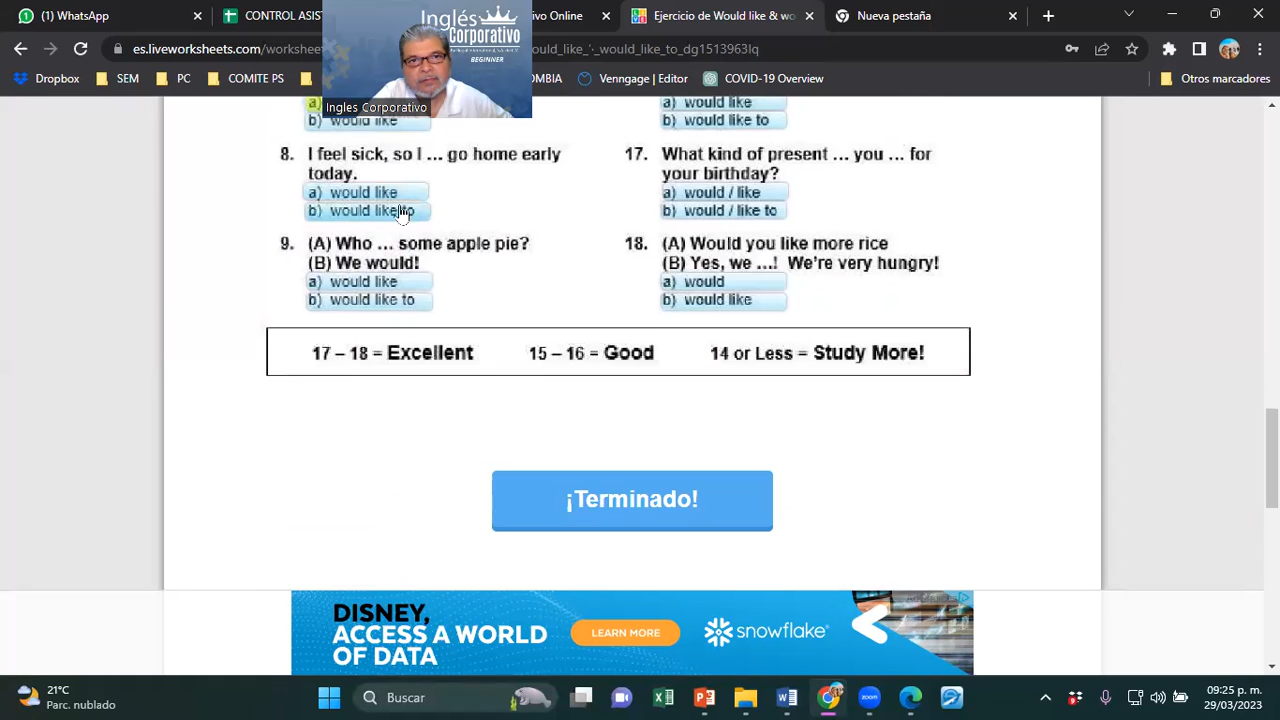 WhatsApp
CONTROL ASIST
ivo Online
Ejercicio de Would like & wo
Nueva pestaña
es.liveworksheets.com/workshee
ould_like_'-_would_like_to_dg1513963lq
Dropbox
SEM
PC
COMITE PS
OMBIA
Venngage | Editor
COVID-19 Overview
Otros marcadores
Inglés
Corporativo
BEGINNER
Ingles Corporativo
a)
b) would like
8. I feel sick, so I ... go home early
today.
a) would like
b) would like to
9. (A) Who ... some apple pie?
(B) We would!
a) would like
b) would like to
a) would like
b) would like to
17. What kind of present ... you ... for
your birthday?
a) would / like
b) would / like to
18. (A) Would you like more rice
(B) Yes, we ...! We're very hungry!
a) would
b) would like
17 – 18 = Excellent
15 – 16 = Good
14 or Less = Study More!
¡Terminado!
DISNEY,
ACCESS A WORLD
OF DATA
LEARN MORE
snowflake®
21°C
Parc. nublado
Buscar
zoom
09:25 p. m.
29/03/2023